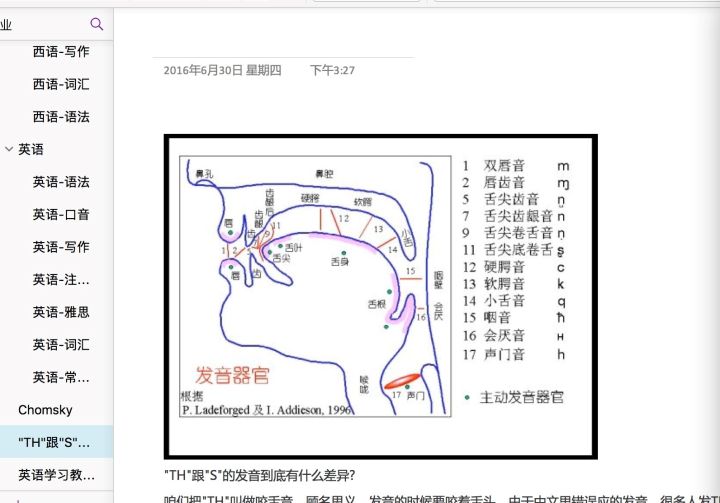 业
西语-写作
西语-词汇
西语-语法
英语
英语-语法
英语-口音
英语-写作
英语-注...
英语-雅思
英语-词汇
英语-常...
Chomsky
"TH"跟"S"...
英语学习教...
2016年6月30日 星期四 下午3:27
鼻孔
鼻腔
齿龈后
硬腭
软腭
齿龈
齿
唇
小舌
舌叶
舌尖
舌身
齿
唇
咽壁
舌根
会厌
喉咙
声门
1 2
7
9
11
12
13
14
15
16
17
发音器官
根据
P. Ladeforged 及 I. Addieson, 1996
1 双唇音 m
2 唇齿音 ɱ
5 舌尖齿音 n̪
7 舌尖齿龈音 n
9 舌尖卷舌音 ṇ
11 舌尖底卷舌 ṣ
12 硬腭音 c
13 软腭音 k
14 小舌音 q
15 咽音 ħ
16 会厌音 ʜ
17 声门音 h
主动发音器官
"TH"跟"S"的发音到底有什么差异?
咱们把"TH"叫做咬舌音，顾名思义，发音的时候要咬着舌头，由于中文里错误应的发音，很多人发TH